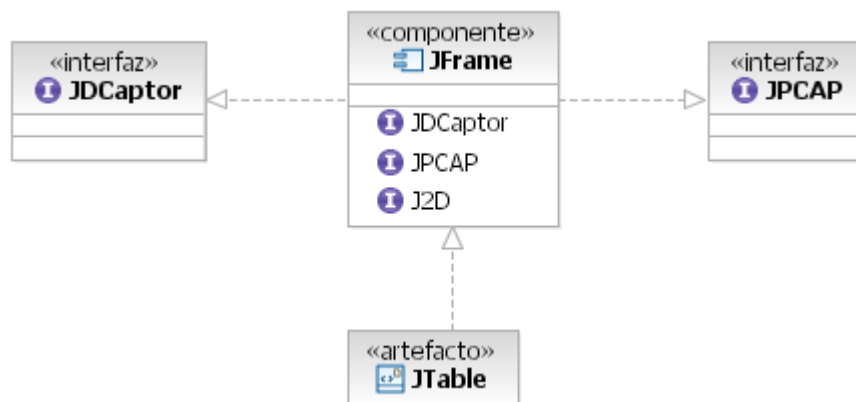 «componente»
JFrame
«interfaz»
JDCaptor
«interfaz»
JPCAP
JDCaptor
JPCAP
J2D
«artefacto»
JTable